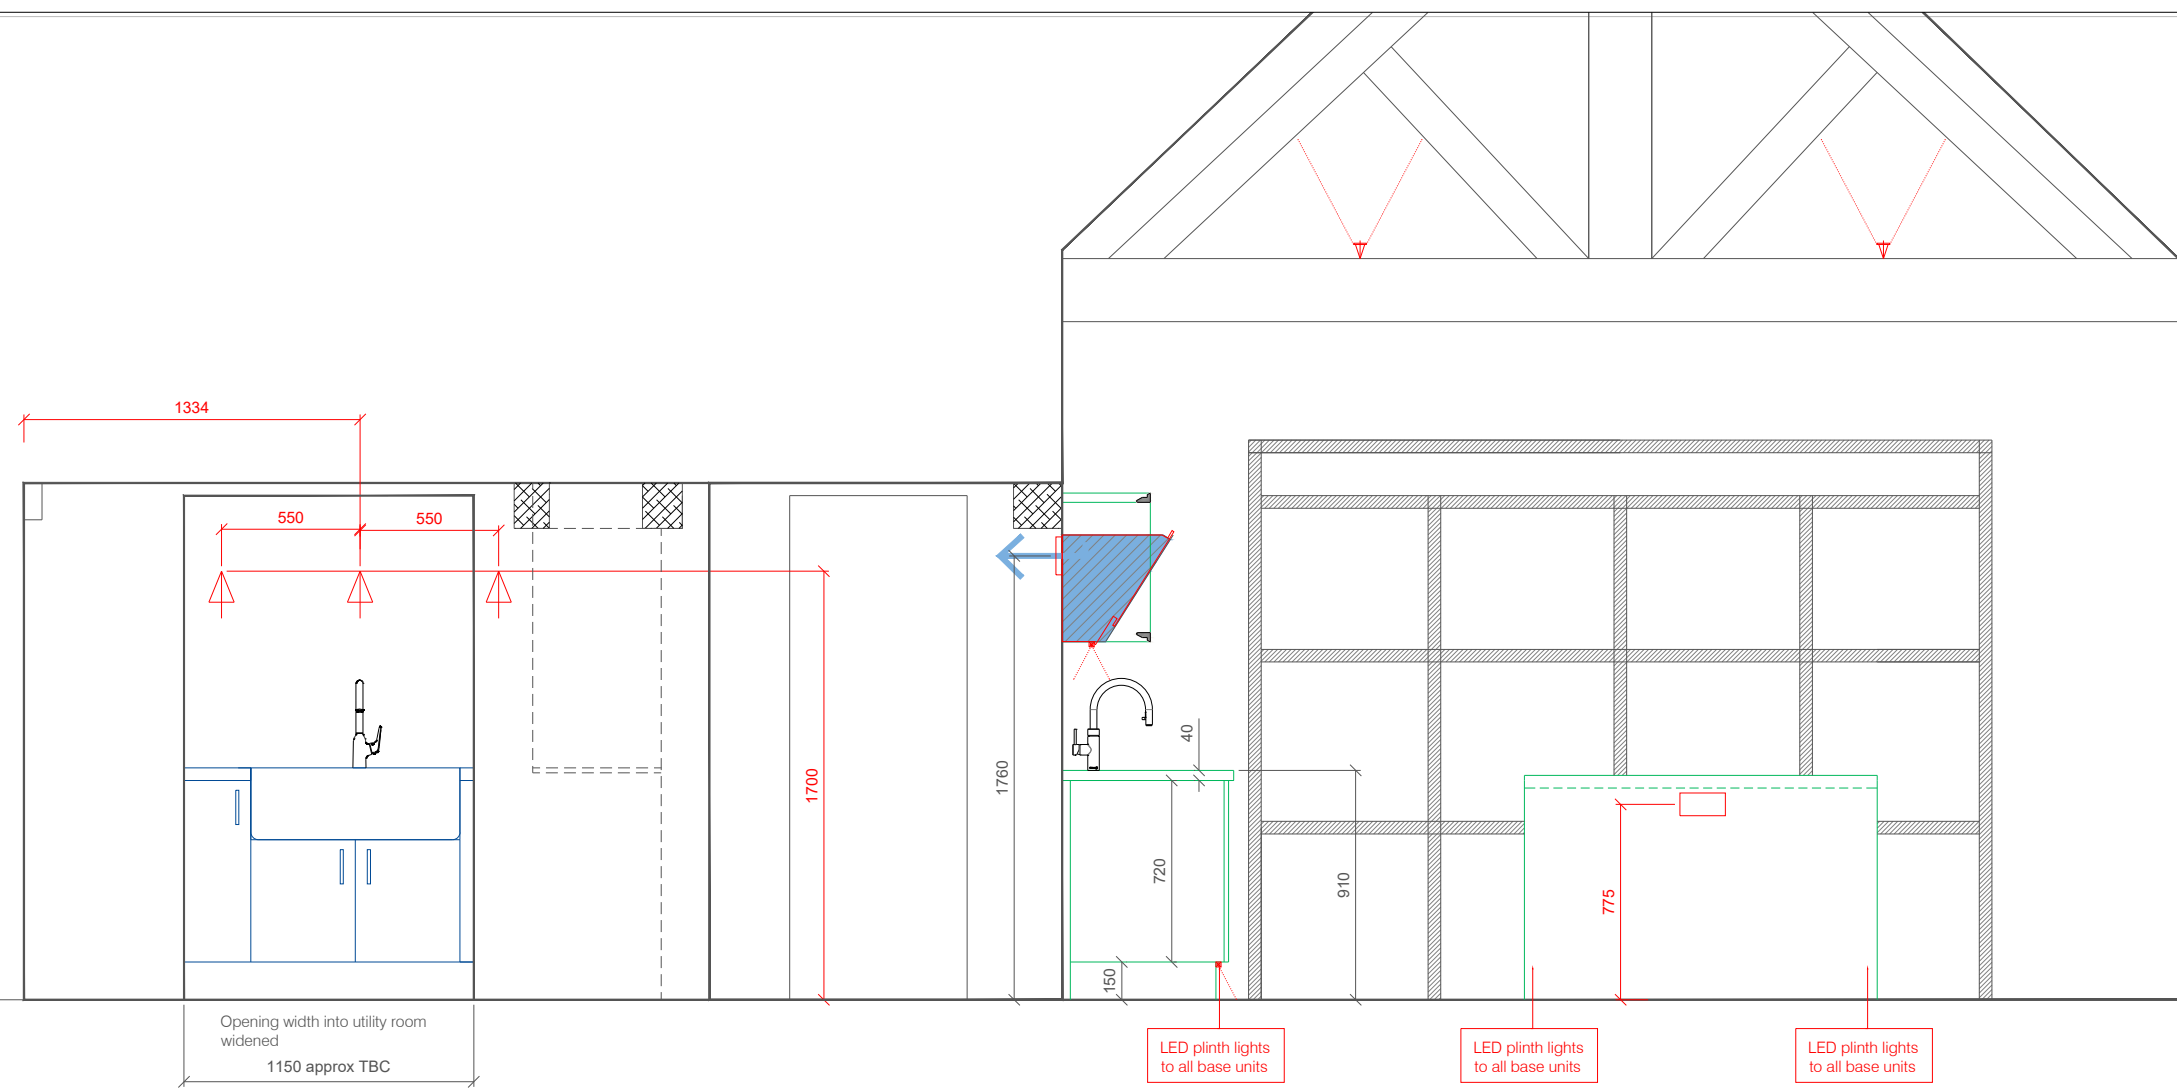 1334
550
550
1700
1760
40
720
150
910
775
Opening width into utility room
widened
1150 approx TBC
LED plinth lights
to all base units
LED plinth lights
to all base units
LED plinth lights
to all base units